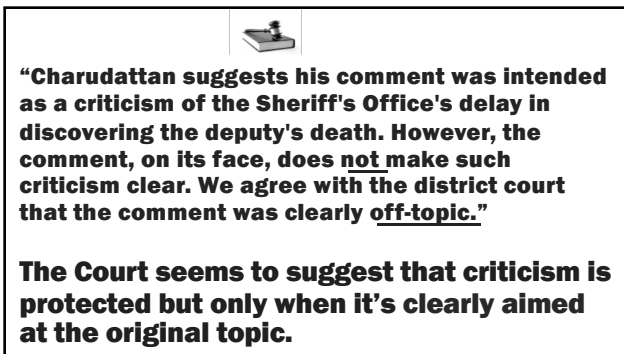 “Charudattan suggests his comment was intended
as a criticism of the Sheriff's Office's delay in
discovering the deputy's death. However, the
comment, on its face, does not make such
criticism clear. We agree with the district court
that the comment was clearly off-topic.”
The Court seems to suggest that criticism is
protected but only when it’s clearly aimed
at the original topic.